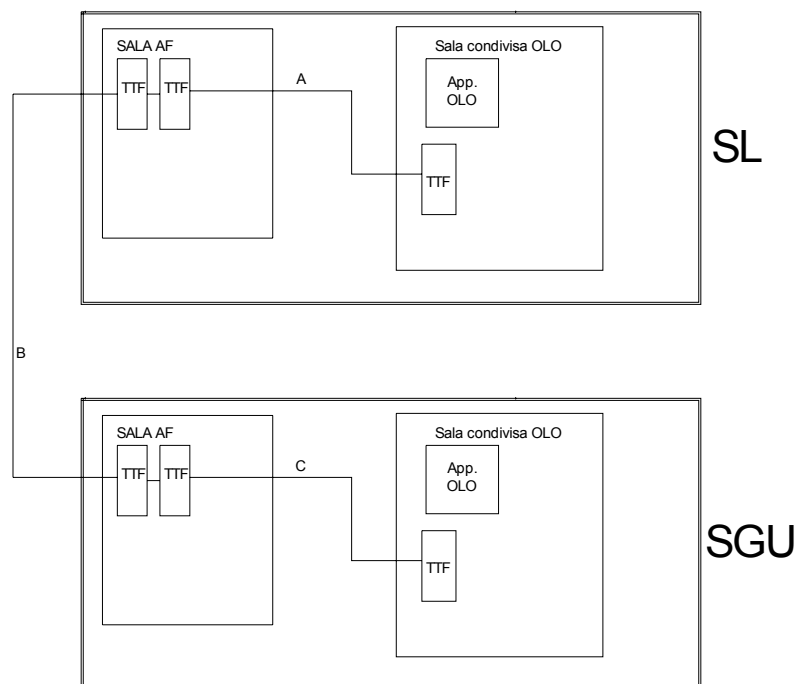 SALA AF
Sala condivisa OLO
TTF
TTF
A
App.
OLO
TTF
SL
B
SALA AF
Sala condivisa OLO
TTF
TTF
C
App.
OLO
TTF
SGU